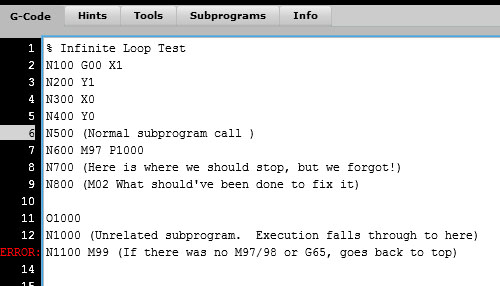 G-Code Hints Tools Subprograms Info
1 % Infinite Loop Test
2 N100 G00 X1
3 N200 Y1
4 N300 X0
5 N400 Y0
6 N500 (Normal subprogram call )
7 N600 M97 P1000
8 N700 (Here is where we should stop, but we forgot!)
9 N800 (M02 What should've been done to fix it)
10
11 O1000
12 N1000 (Unrelated subprogram.  Execution falls through to here)
ERROR: N1100 M99 (If there was no M97/98 or G65, goes back to top)
14
15